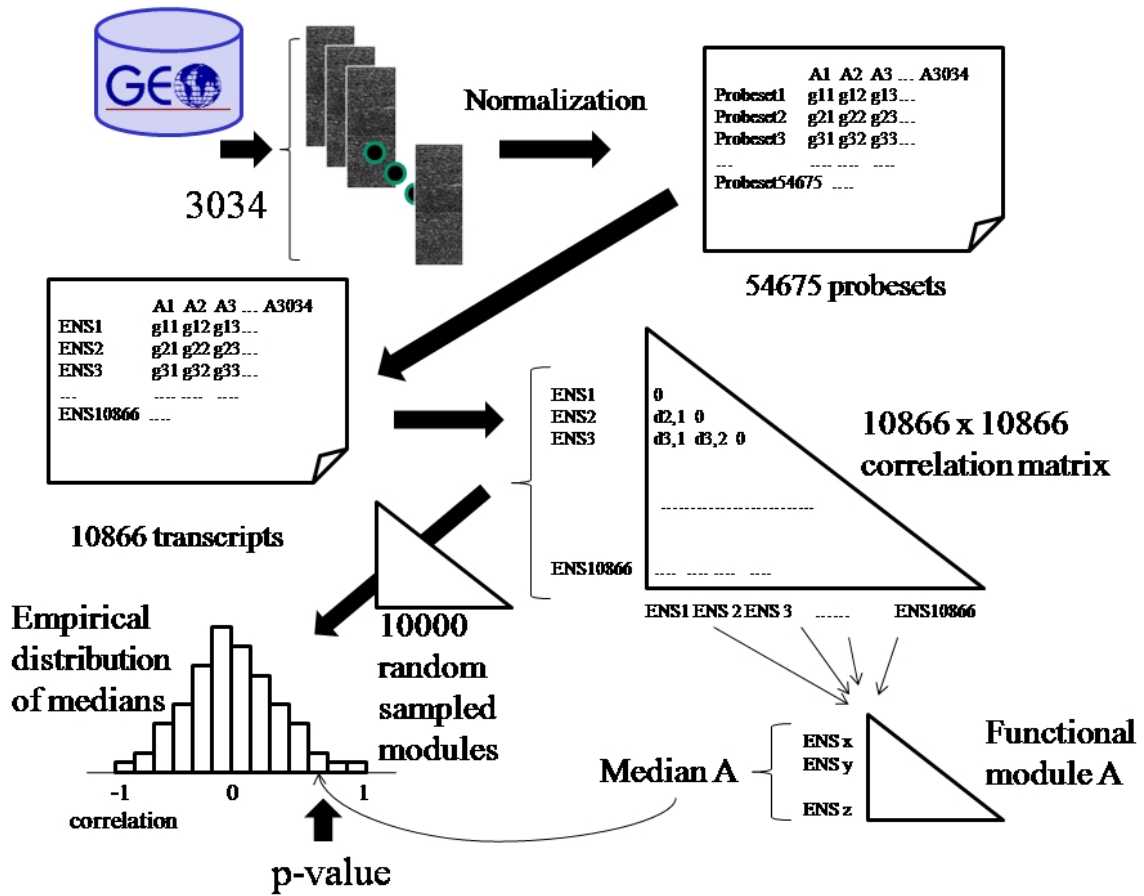 GEO
3034
Normalization
A1 A2 A3 ... A3034
Probeset1 g11 g12 g13...
Probeset2 g21 g22 g23...
Probeset3 g31 g32 g33...
... .... .... ....
Probeset54675 ....
54675 probesets
A1 A2 A3 ... A3034
ENS1 g11 g12 g13...
ENS2 g21 g22 g23...
ENS3 g31 g32 g33...
... .... .... ....
ENS10866 ....
10866 transcripts
ENS1 0
ENS2 d2,1 0
ENS3 d3,1 d3,2 0
............................
ENS10866 .... .... .... ....
ENS1 ENS 2 ENS 3 ...... ENS10866
10866 x 10866
correlation matrix
10000
random
sampled
modules
Empirical
distribution
of medians
-1 0 1
correlation
p-value
Median A
ENS x
ENS y
ENS z
Functional
module A